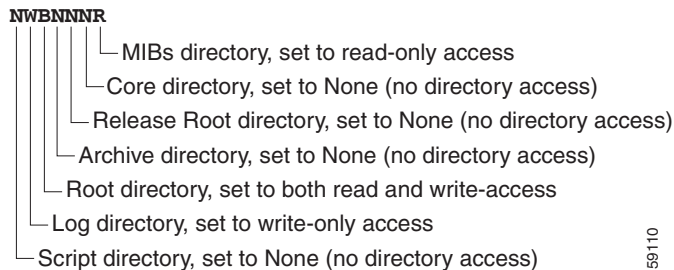 NWBNNNR
MIBs directory, set to read-only access
Core directory, set to None (no directory access)
Release Root directory, set to None (no directory access)
Archive directory, set to None (no directory access)
Root directory, set to both read and write-access
Log directory, set to write-only access
Script directory, set to None (no directory access)
59110